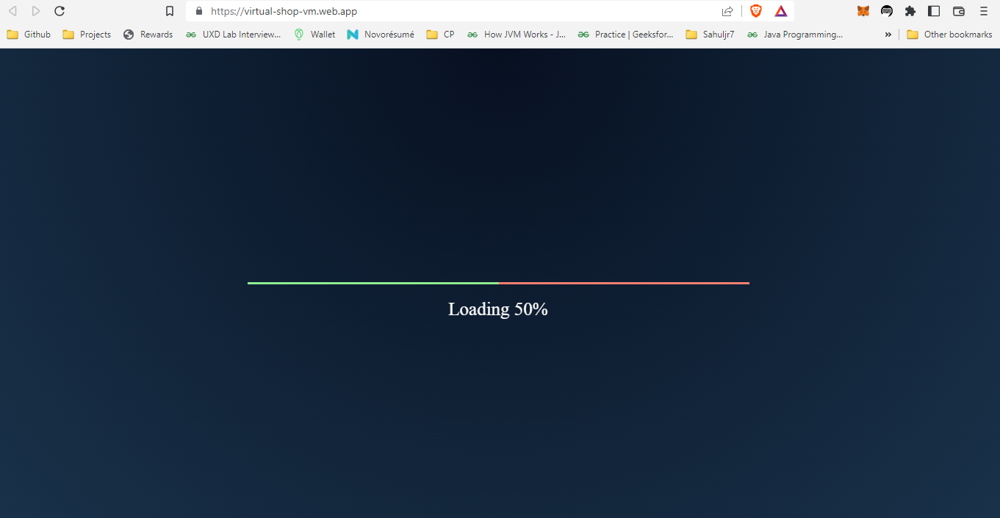 https://virtual-shop-vm.web.app
Github Projects Rewards UXD Lab Interview... Wallet Novorésumé CP How JVM Works - J... Practice | Geeksfor... Sahuljr7 Java Programming... » Other bookmarks
Loading 50%